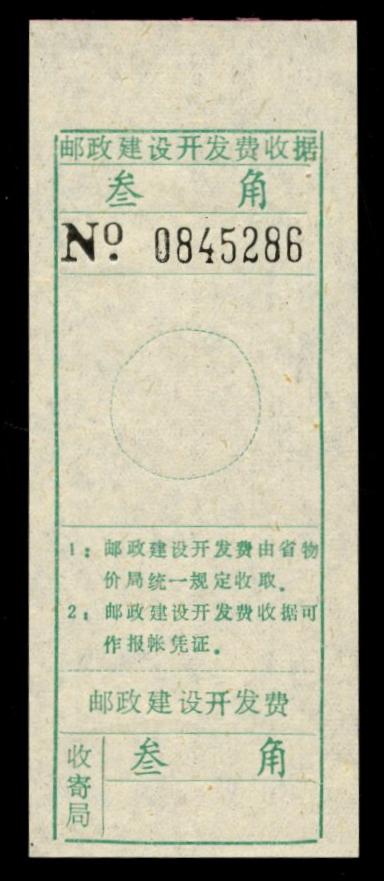 邮政建设开发费收据
叁 角
Nº 0845286
1：邮政建设开发费由省物
价局统一规定收取。
2：邮政建设开发费收据可
作报帐凭证。
邮政建设开发费
收寄局
叁 角